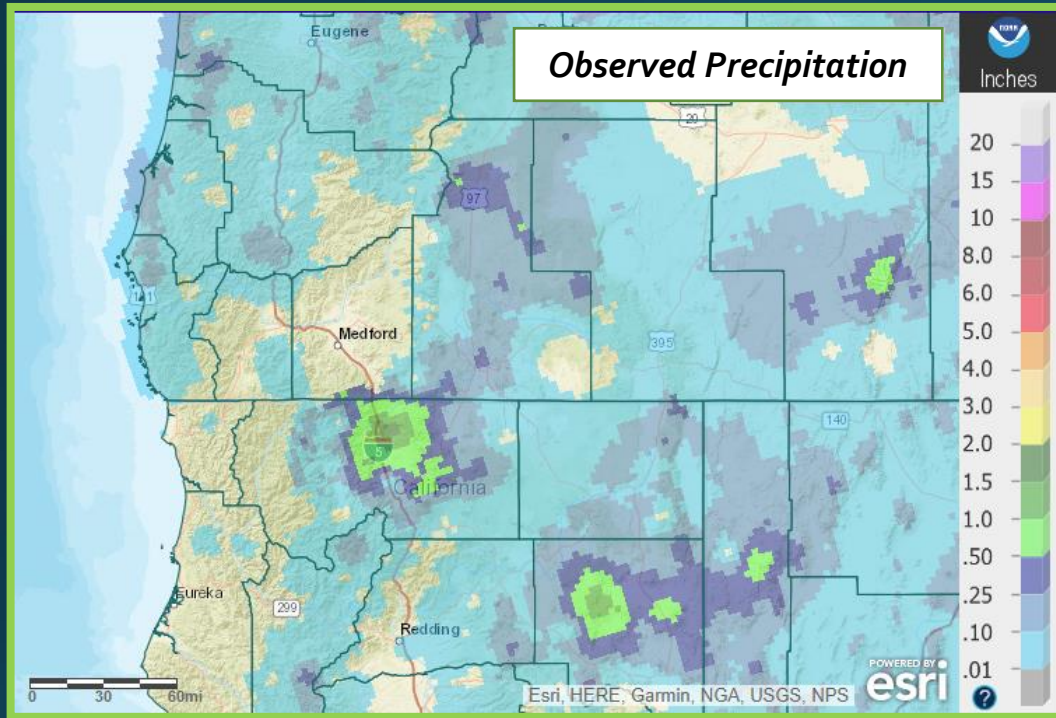 Observed Precipitation
NOAA
Inches
20
15
10
8.0
6.0
5.0
4.0
3.0
2.0
1.5
1.0
.50
.25
.10
.01
?
Eugene
20
97
101
Medford
395
140
5
California
Eureka
299
Redding
0 30 60mi
Esri, HERE, Garmin, NGA, USGS, NPS
POWERED BY
esri